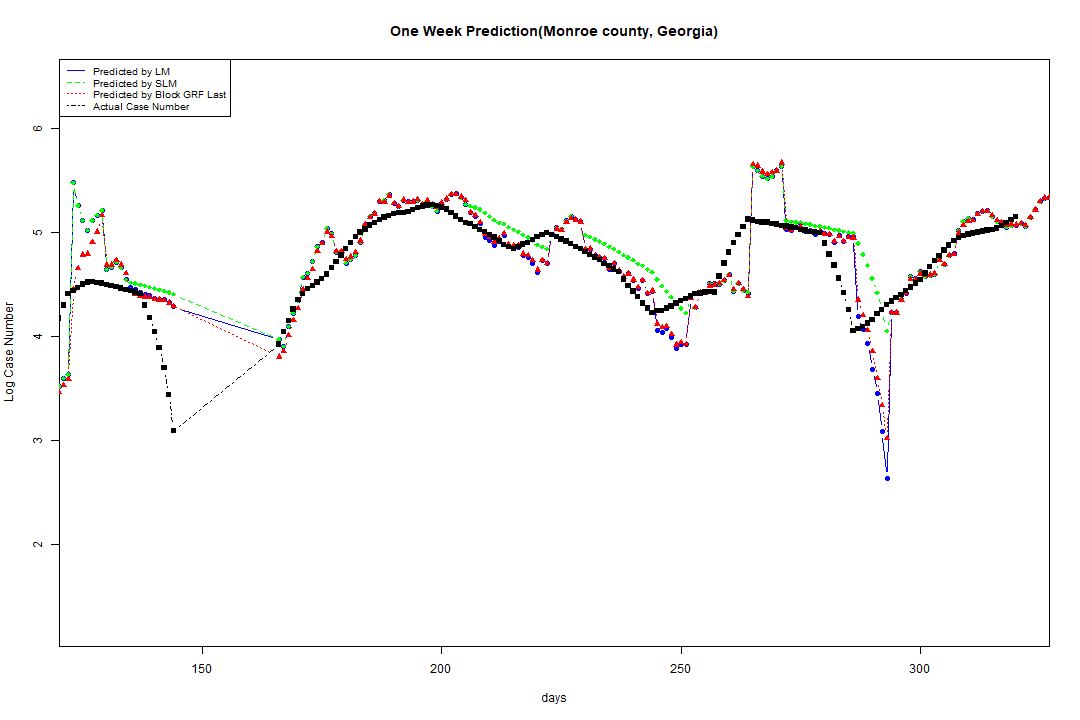 One Week Prediction(Monroe county, Georgia)
Predicted by LM
Predicted by SLM
Predicted by Block GRF Last
Actual Case Number
6
5
4
3
2
Log Case Number
150
200
250
300
days